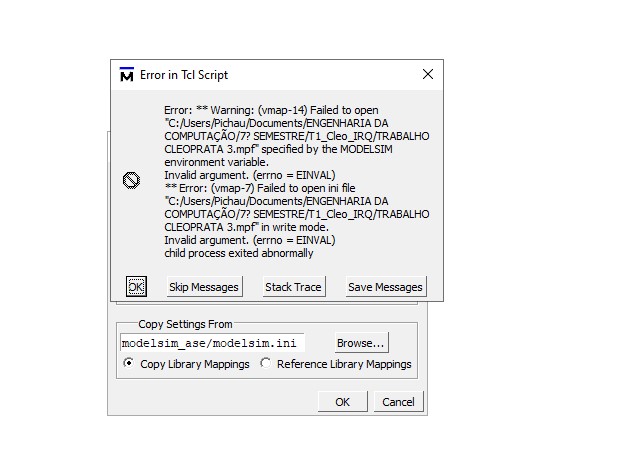 Error in Tcl Script
Error: ** Warning: (vmap-14) Failed to open
"C:/Users/Pichau/Documents/ENGENHARIA DA
COMPUTAÇÃO/7? SEMESTRE/T1_Cleo_IRQ/TRABALHO
CLEOPRATA 3.mpf" specified by the MODELSIM
environment variable.
Invalid argument. (errno = EINVAL)
** Error: (vmap-7) Failed to open ini file
"C:/Users/Pichau/Documents/ENGENHARIA DA
COMPUTAÇÃO/7? SEMESTRE/T1_Cleo_IRQ/TRABALHO
CLEOPRATA 3.mpf" in write mode.
Invalid argument. (errno = EINVAL)
child process exited abnormally
OK Skip Messages Stack Trace Save Messages
Copy Settings From
modelsim_ase/modelsim.ini Browse...
Copy Library Mappings Reference Library Mappings
OK Cancel